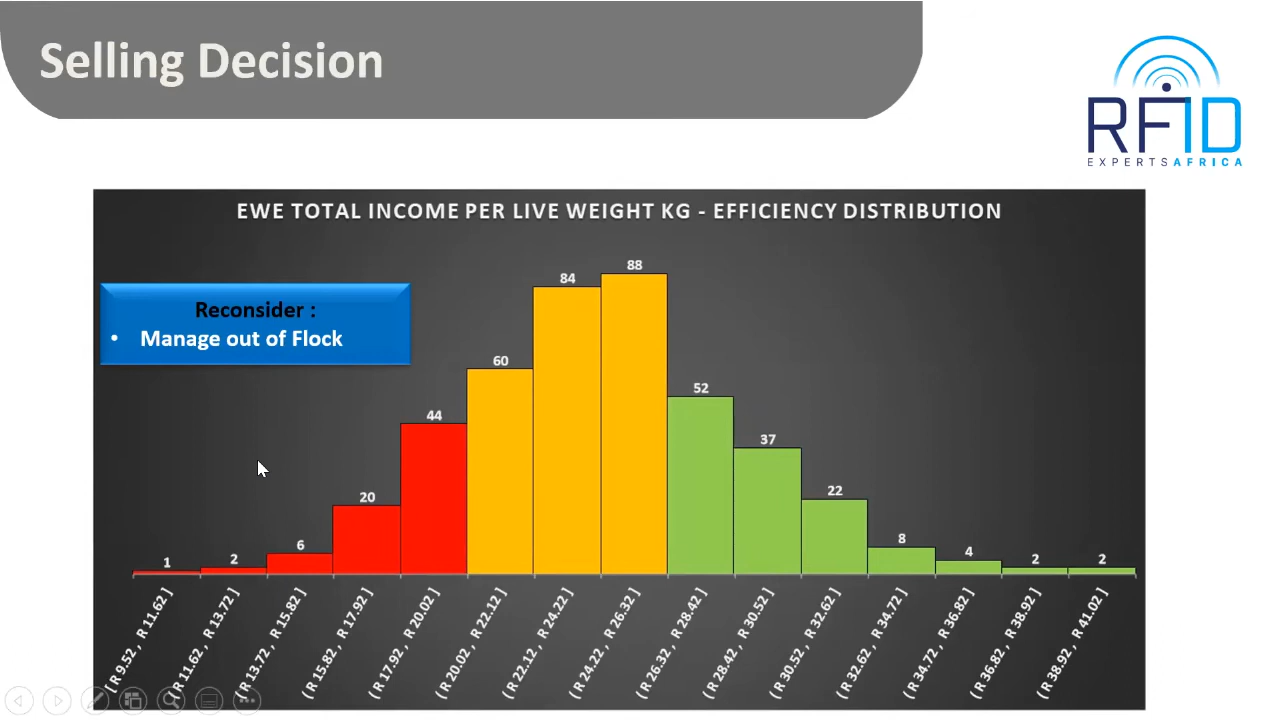 Selling Decision
RFID
EXPERTSAFRICA
EWE TOTAL INCOME PER LIVE WEIGHT KG - EFFICIENCY DISTRIBUTION
Reconsider :
• Manage out of Flock
1
2
6
20
44
60
84
88
52
37
22
8
4
2
2
( R 9.52 , R 11.62 ]
( R 11.62 , R 13.72 ]
( R 13.72 , R 15.82 ]
( R 15.82 , R 17.92 ]
( R 17.92 , R 20.02 ]
( R 20.02 , R 22.12 ]
( R 22.12 , R 24.22 ]
( R 24.22 , R 26.32 ]
( R 26.32 , R 28.42 ]
( R 28.42 , R 30.52 ]
( R 30.52 , R 32.62 ]
( R 32.62 , R 34.72 ]
( R 34.72 , R 36.82 ]
( R 36.82 , R 38.92 ]
( R 38.92 , R 41.02 ]